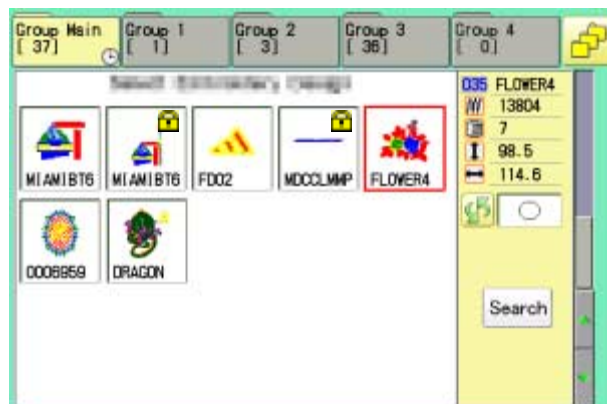 Group Main
[ 37]
Group 1
[ 1]
Group 2
[ 3]
Group 3
[ 36]
Group 4
[ 0]
035 FLOWER4
13804
7
98.5
114.6
MIAMIBT6
MIAMIBT6
FD02
MDCCLMMP
FLOWER4
0006959
DRAGON
Search